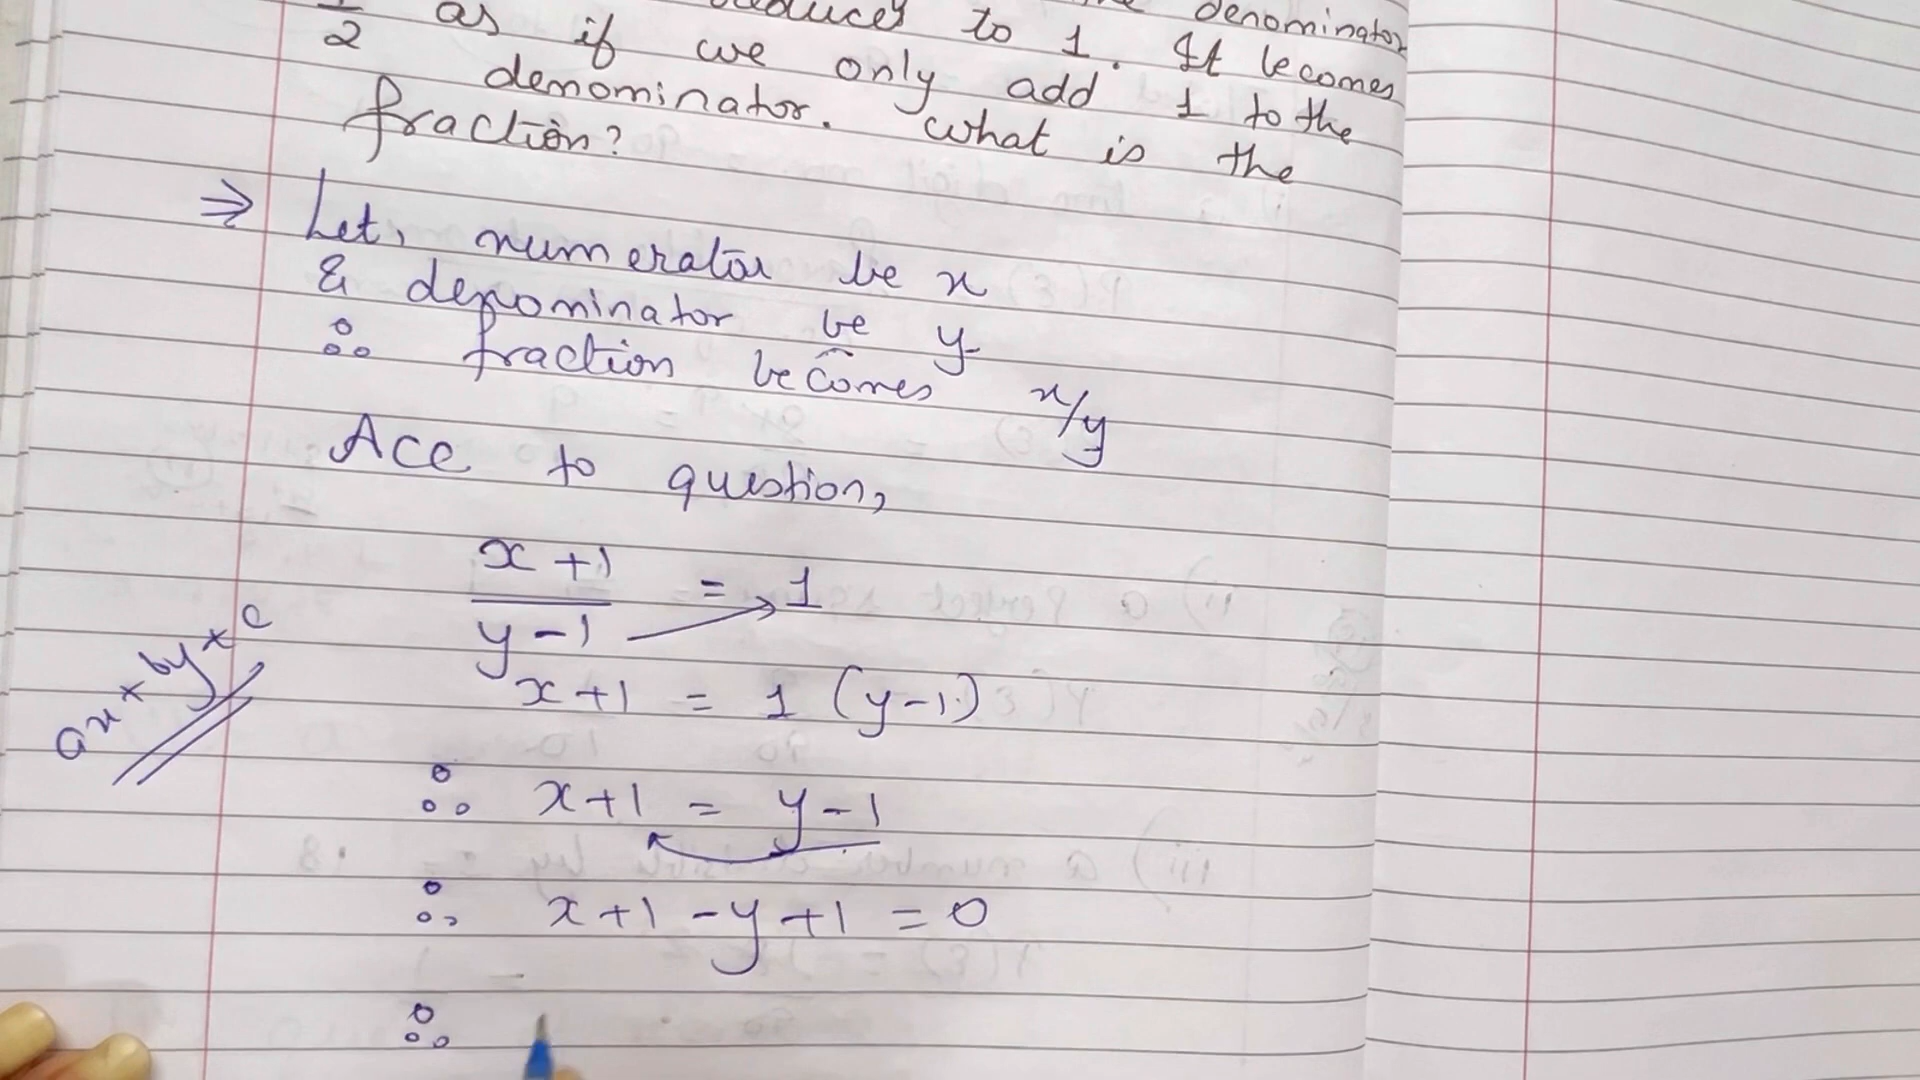 to 1. denominator
2 as if we only add 1 to the It becomes
denominator. What is the
fraction?
⇒ Let, numerator be x
& denominator be y
∴ fraction becomes x/y
Acc to question,
x+1 / y-1 = 1
x+1 = 1 (y-1)
ax + by + c
∴ x+1 = y-1
∴ x+1 -y+1 = 0
∴